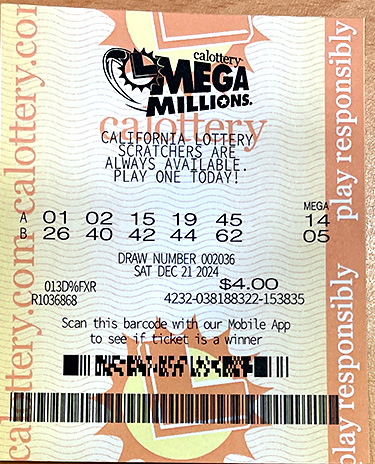 calottery
MEGA
MILLIONS.
calottery
CALIFORNIA LOTTERY
SCRATCHERS ARE
ALWAYS AVAILABLE.
PLAY ONE TODAY!
MEGA
A 01 02 15 19 45 14
B 26 40 42 44 62 05
DRAW NUMBER 002036
SAT DEC 21 2024
013D%FXR $4.00
R1036868 4232-038188322-153835
Scan this barcode with our Mobile App
to see if ticket is a winner
calottery.com calottery.com
play responsibly play responsibly